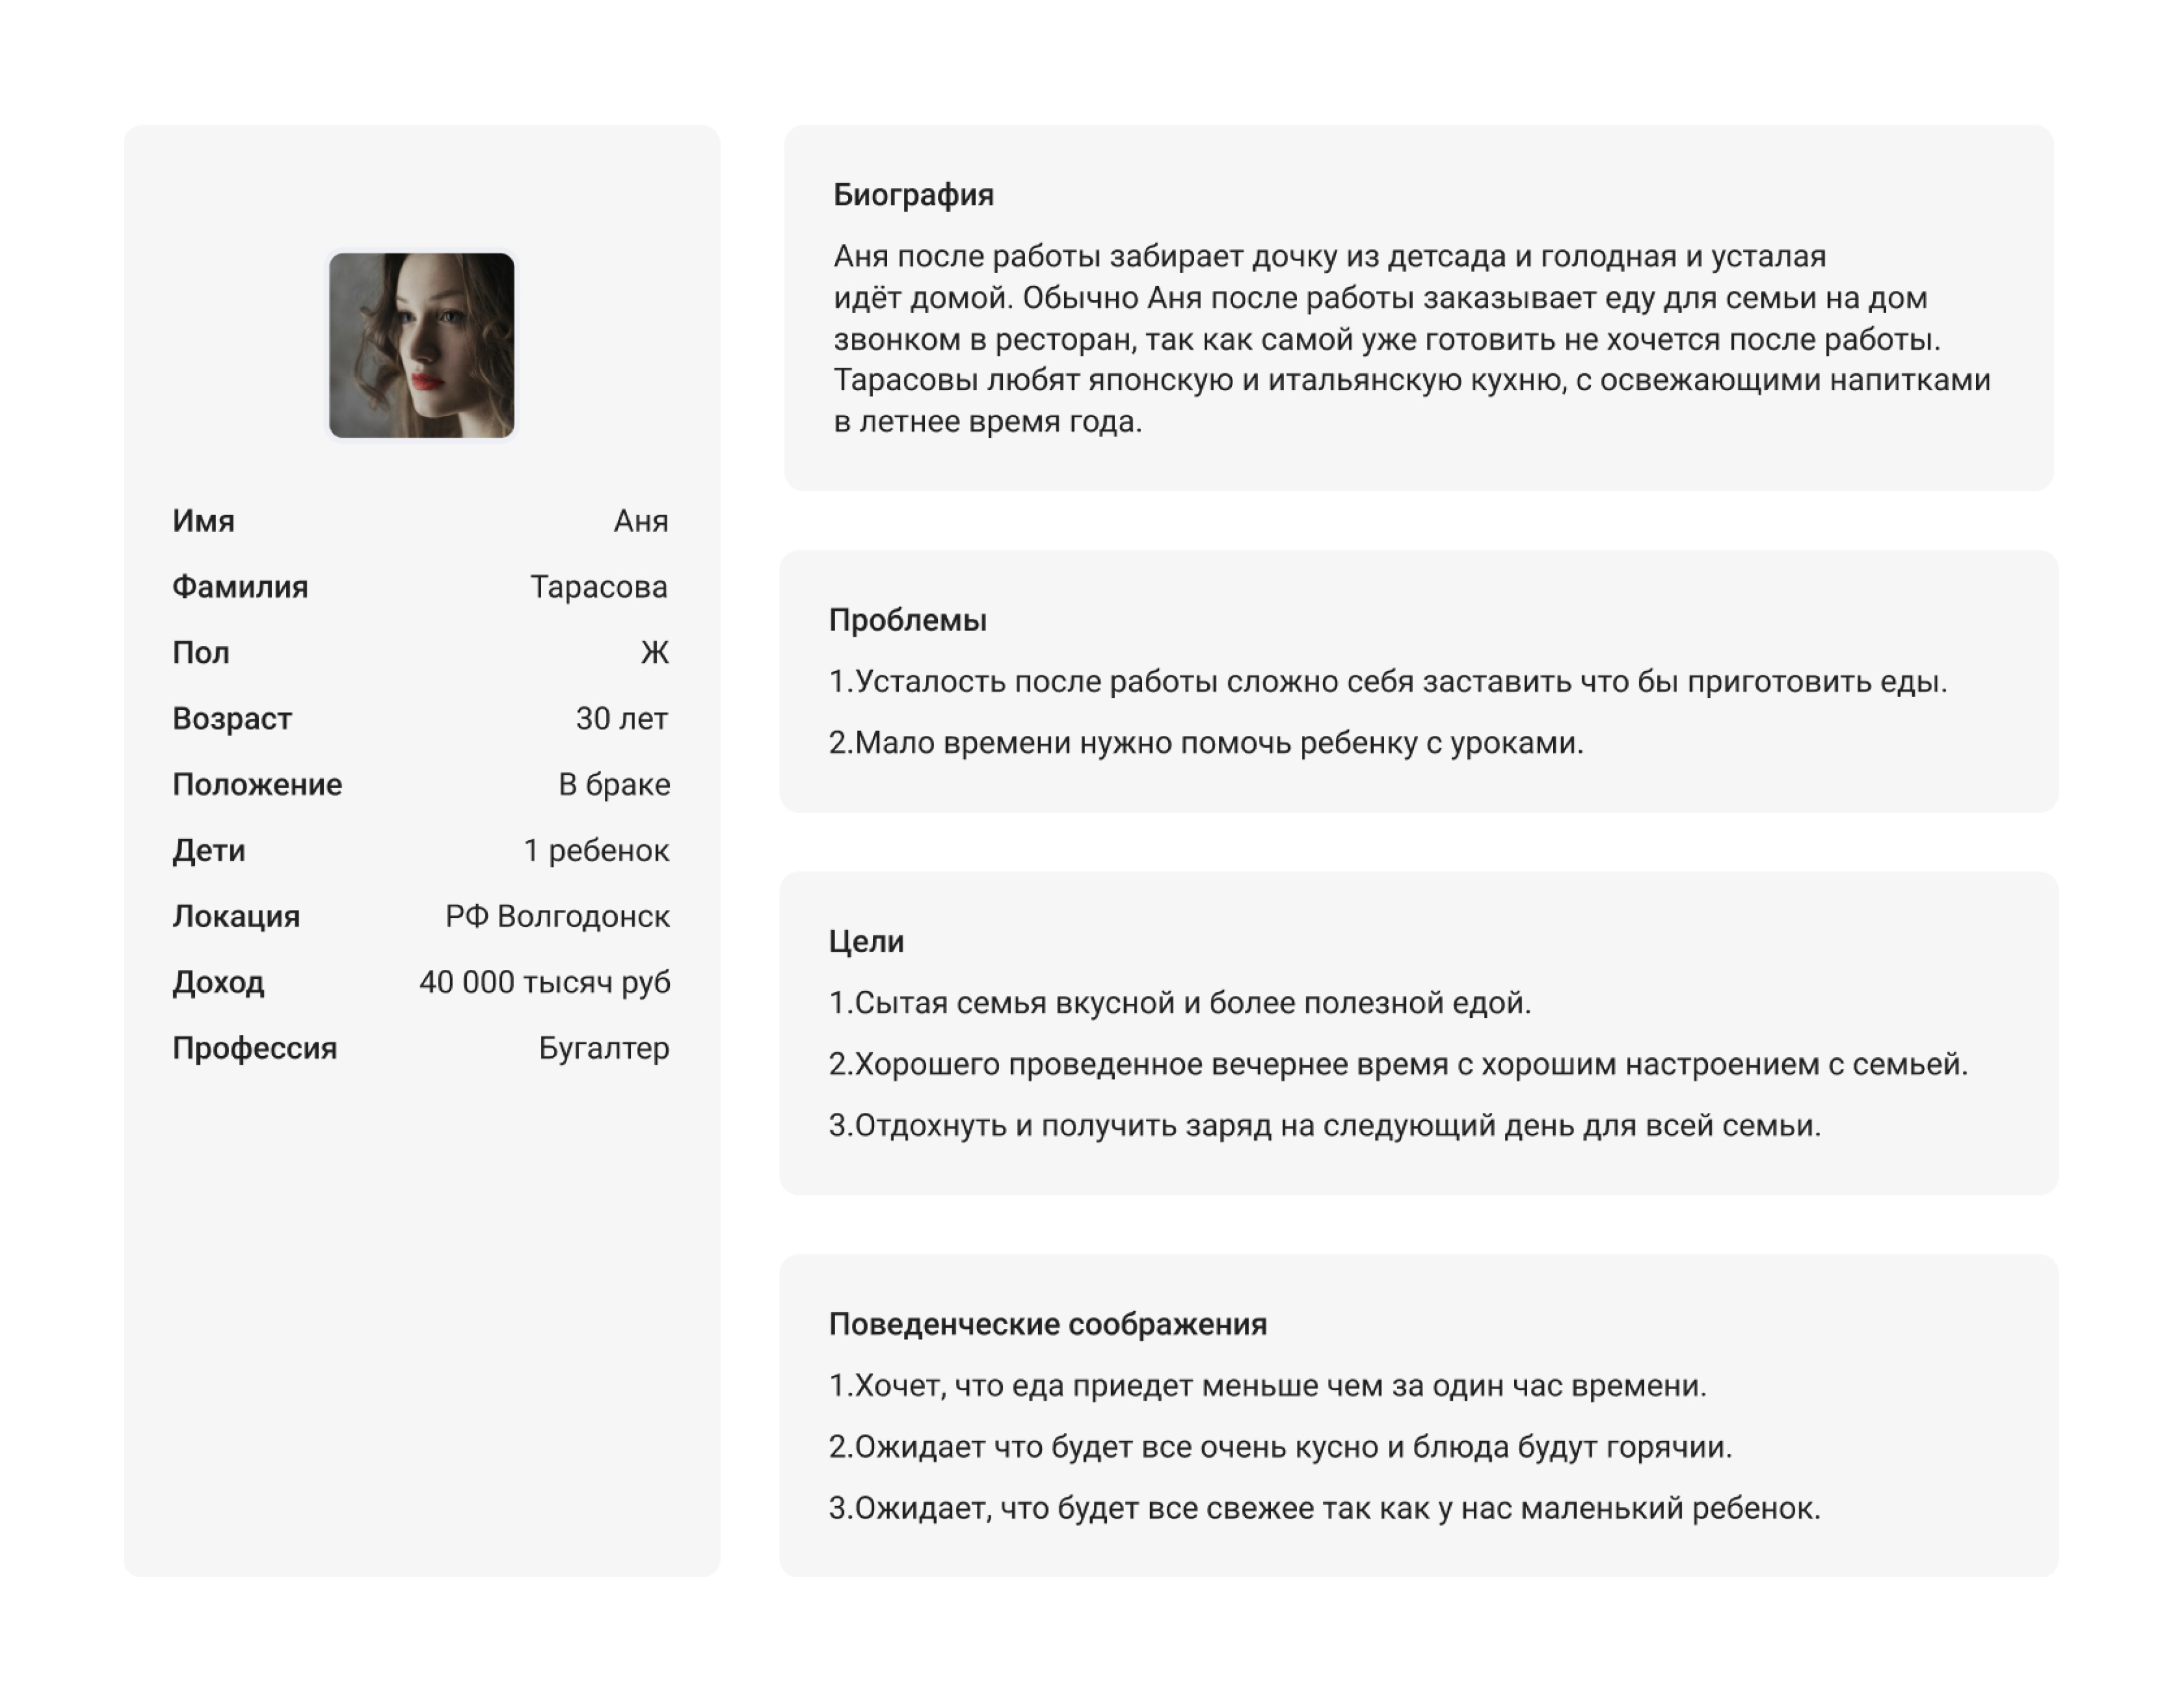 Имя Аня
Фамилия Тарасова
Пол Ж
Возраст 30 лет
Положение В браке
Дети 1 ребенок
Локация РФ Волгодонск
Доход 40 000 тысяч руб
Профессия Бугалтер
Биография
Аня после работы забирает дочку из детсада и голодная и усталая
идёт домой. Обычно Аня после работы заказывает еду для семьи на дом
звонком в ресторан, так как самой уже готовить не хочется после работы.
Тарасовы любят японскую и итальянскую кухню, с освежающими напитками
в летнее время года.
Проблемы
1.Усталость после работы сложно себя заставить что бы приготовить еды.
2.Мало времени нужно помочь ребенку с уроками.
Цели
1.Сытая семья вкусной и более полезной едой.
2.Хорошего проведенное вечернее время с хорошим настроением с семьей.
3.Отдохнуть и получить заряд на следующий день для всей семьи.
Поведенческие соображения
1.Хочет, что еда приедет меньше чем за один час времени.
2.Ожидает что будет все очень кусно и блюда будут горячии.
3.Ожидает, что будет все свежее так как у нас маленький ребенок.